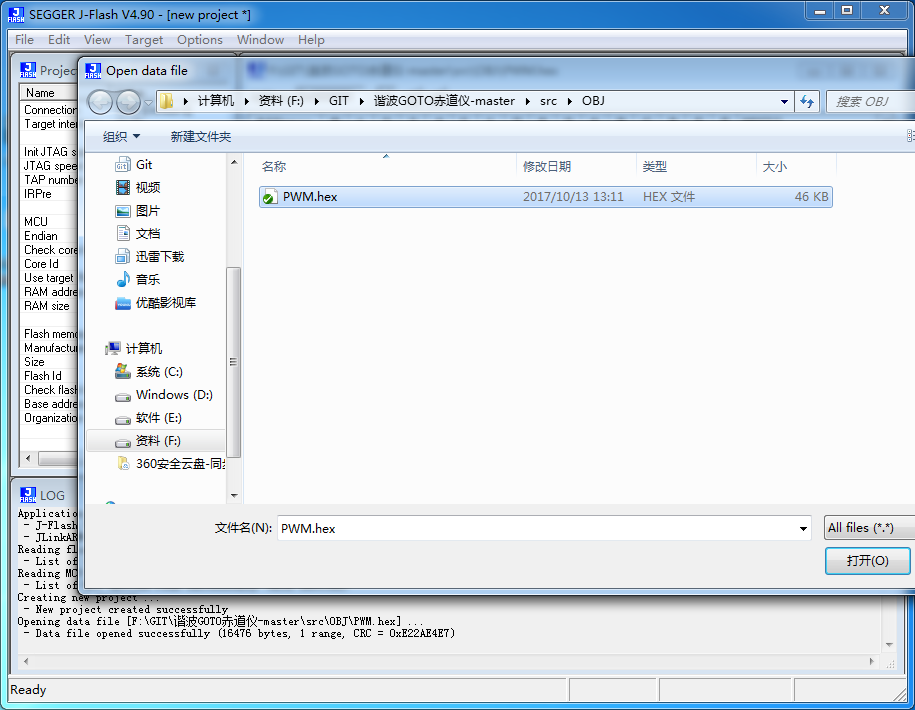 SEGGER J-Flash V4.90 - [new project *]
File Edit View Target Options Window Help
Projec
Open data file
Name
计算机 资料 (F:) GIT 谐波GOTO赤道仪-master src OBJ
搜索 OBJ
组织 新建文件夹
Connection
Target inter
Init JTAG s
JTAG spee
TAP numbe
IRPre
MCU
Endian
Check core
Core Id
Use target
RAM addre
RAM size
Flash memo
Manufactu
Size
Flash Id
Check flash
Base addre
Organizatio
Git
视频
图片
文档
迅雷下载
音乐
优酷影视库
计算机
系统 (C:)
Windows (D:)
软件 (E:)
资料 (F:)
360安全云盘-同步
名称 修改日期 类型 大小
PWM.hex 2017/10/13 13:11 HEX 文件 46 KB
文件名(N): PWM.hex All files (*.*)
打开(O)
LOG
Applicatio
- J-Flash
- JLinkAR
Reading fl
- List of
Reading MC
- List of
Creating new project ...
- New project created successfully
Opening data file [F:\GIT\谐波GOTO赤道仪-master\src\OBJ\PWM.hex] ...
- Data file opened successfully (16476 bytes, 1 range, CRC = 0xE22AE4E7)
Ready